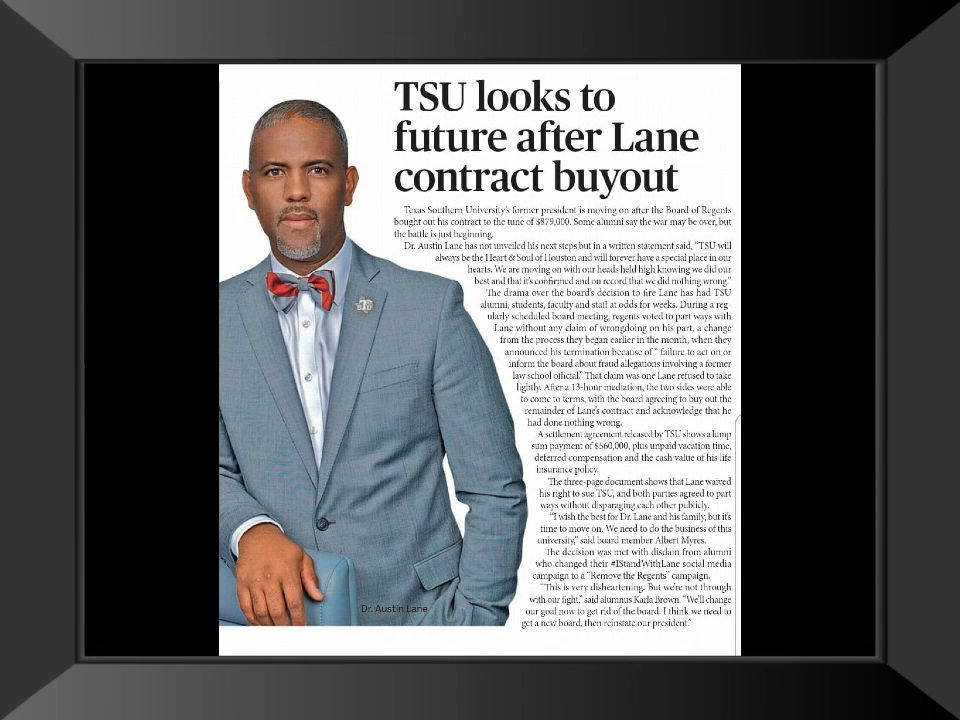 TSU looks to
future after Lane
contract buyout
Texas Southern University's former president is moving on after the Board of Regents
bought out his contract to the tune of $879,000. Some alumni say the war may be over, but
the battle is just beginning.
Dr. Austin Lane has not unveiled his next steps but in a written statement said, "TSU will
always be the Heart & Soul of Houston and will forever have a special place in our
hearts. We are moving on with our heads held high knowing we did our
best and that it's confirmed and on record that we did nothing wrong."
The drama over the board's decision to fire Lane has had TSU
alumni, students, faculty and staff at odds for weeks. During a reg-
ularly scheduled board meeting, regents voted to part ways with
Lane without any claim of wrongdoing on his part, a change
from the process they began earlier in the month, when they
announced his termination because of " failure to act on or
inform the board about fraud allegations involving a former
law school official." That claim was one Lane refused to take
lightly. After a 13-hour mediation, the two sides were able
to come to terms, with the board agreeing to buy out the
remainder of Lane's contract and acknowledge that he
had done nothing wrong.
A settlement agreement released by TSU shows a lump
sum payment of $560,000, plus unpaid vacation time,
deferred compensation and the cash value of his life
insurance policy.
The three-page document shows that Lane waived
his right to sue TSU, and both parties agreed to part
ways without disparaging each other publicly.
"I wish the best for Dr. Lane and his family, but it's
time to move on. We need to do the business of this
university," said board member Albert Myres.
The decision was met with disdain from alumni
who changed their #IStandWithLane social media
campaign to a "Remove the Regents" campaign.
"This is very disheartening. But we're not through
with our fight," said alumnus Karla Brown. "We'll change
our goal now to get rid of the board. I think we need to
get a new board, then reinstate our president."
Dr. Austin Lane